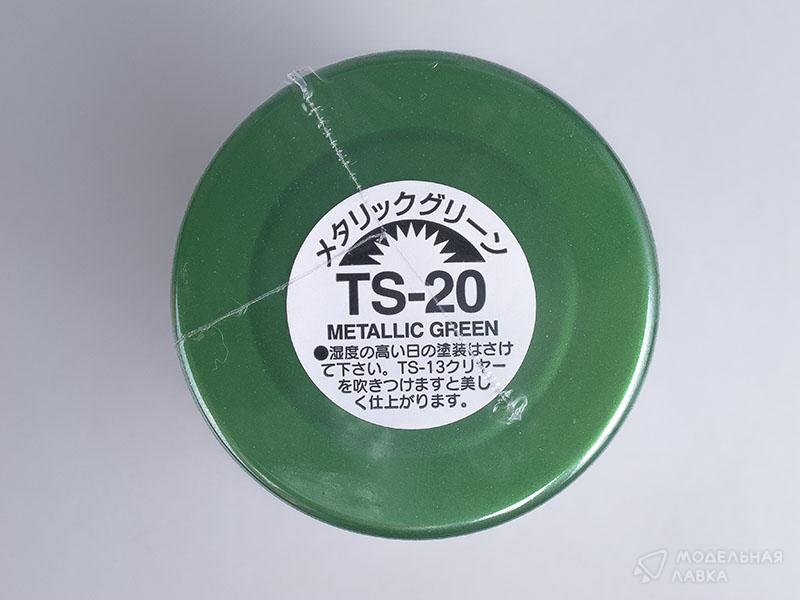 メタリックグリーン
TS-20
METALLIC GREEN
●湿度の高い日の塗装はさけ
て下さい。TS-13クリヤー
を吹きつけますと美し
く仕上がります。
МОДЕЛЬНАЯ
ЛАВКА